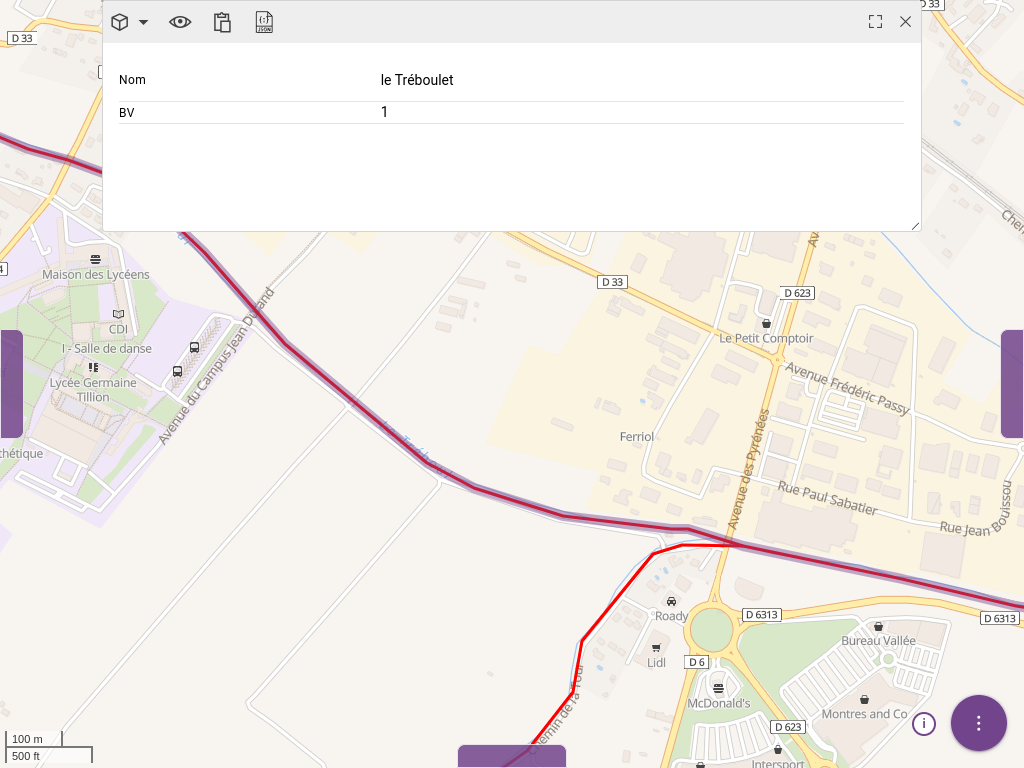 D 33
D 33
JSON
Nom
le Tréboulet
BV
1
4
Maison des Lycéens
CDI
I - Salle de danse
Lycée Germaine
Tillion
thétique
Avenue du Campus Jean Durand
D 33
D 623
Le Petit Comptoir
Avenue Frédéric Passy
Ferriol
Avenue des Pyrénées
Rue Paul Sabatier
Rue Jean Bouissou
D 6313
D 6313
Roady
Lidl
D 6
Bureau Vallée
McDonald's
Montres and Co
D 623
Intersport
Chemin de la Tour
i
100 m
500 ft